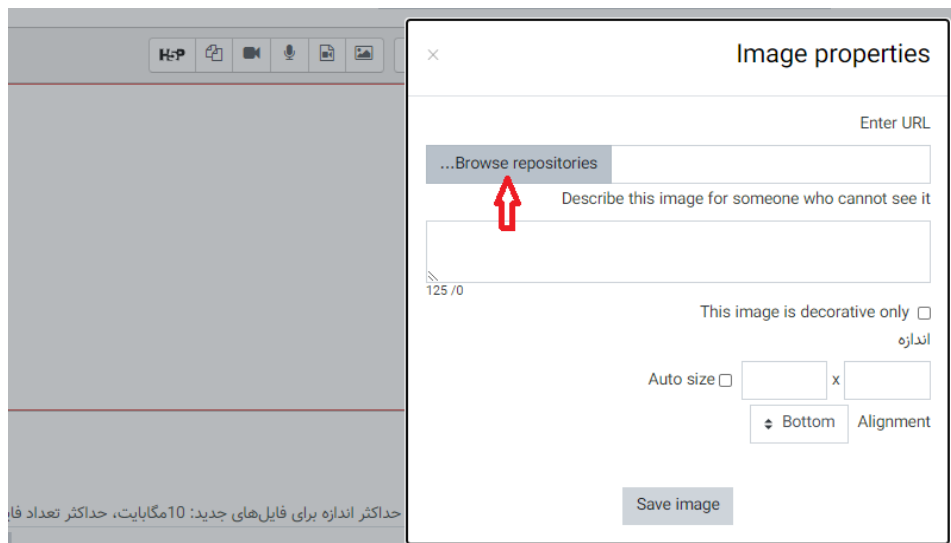 H5P
Image properties
Enter URL
Browse repositories...
Describe this image for someone who cannot see it
125 /0
This image is decorative only
اندازه
Auto size
x
Bottom
Alignment
حداکثر اندازه برای فایل‌های جدید: 10مگابایت، حداکثر تعداد
Save image